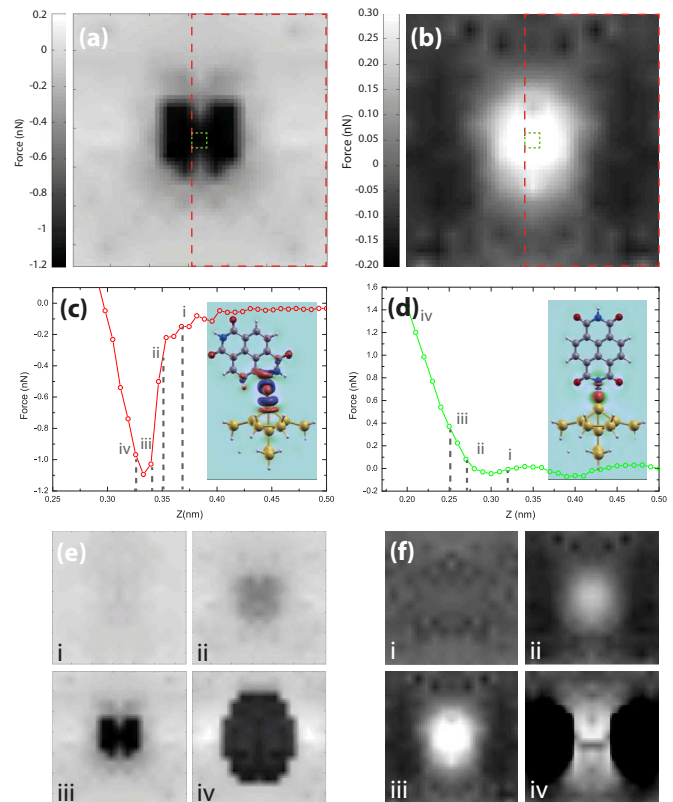 0.2
0
-0.2
-0.4
-0.6
-0.8
-1
-1.2
Force (nN)
(a)
0.30
0.25
0.20
0.15
0.10
0.05
0
-0.05
-0.10
-0.15
-0.20
Force (nN)
(b)
(c)
0.0
-0.2
-0.4
-0.6
-0.8
-1.0
-1.2
Force (nN)
i
ii
iii
iv
0.25 0.30 0.35 0.40 0.45 0.50
Z(nm)
(d)
1.6
1.4
1.2
1.0
0.8
0.6
0.4
0.2
0.0
-0.2
Force (nN)
iv
iii
ii
i
0.20 0.25 0.30 0.35 0.40 0.45 0.50
Z (nm)
(e)
i
ii
iii
iv
(f)
i
ii
iii
iv